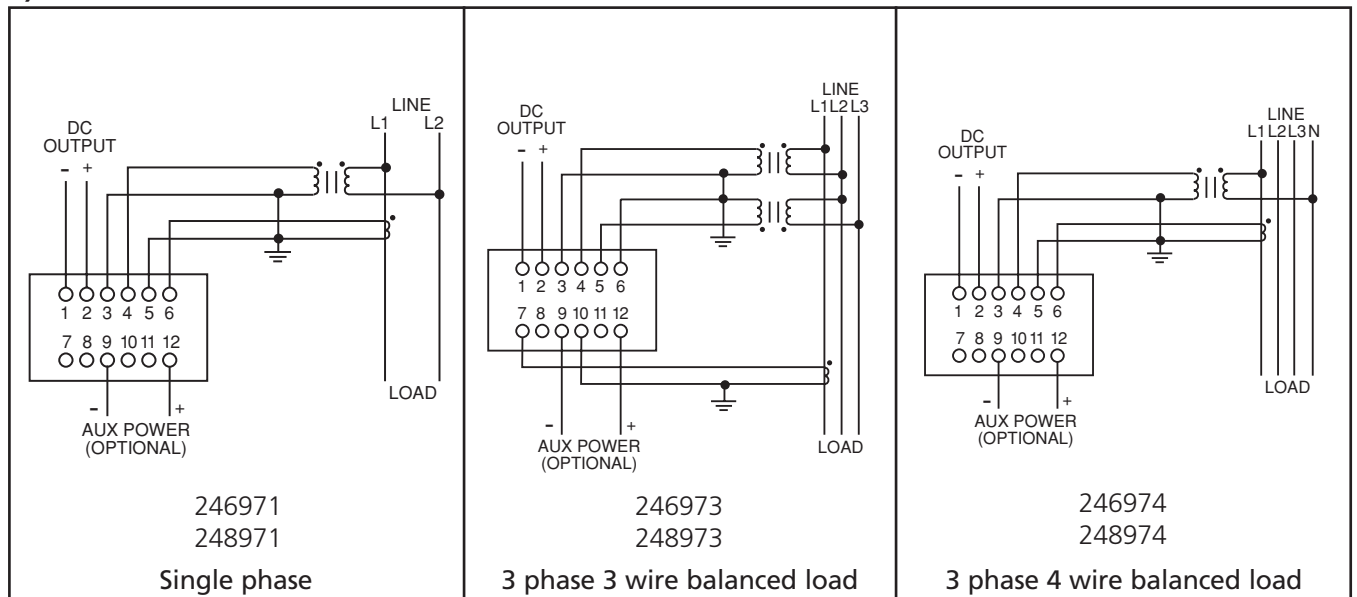 LINE
L1 L2
DC
OUTPUT
- +
1 2 3 4 5 6
7 8 9 10 11 12
LOAD
- +
AUX POWER
(OPTIONAL)
246971
248971
Single phase
LINE
L1 L2 L3
DC
OUTPUT
- +
1 2 3 4 5 6
7 8 9 10 11 12
- +
AUX POWER
(OPTIONAL)
LOAD
246973
248973
3 phase 3 wire balanced load
LINE
L1 L2 L3 N
DC
OUTPUT
- +
1 2 3 4 5 6
7 8 9 10 11 12
LOAD
- +
AUX POWER
(OPTIONAL)
246974
248974
3 phase 4 wire balanced load